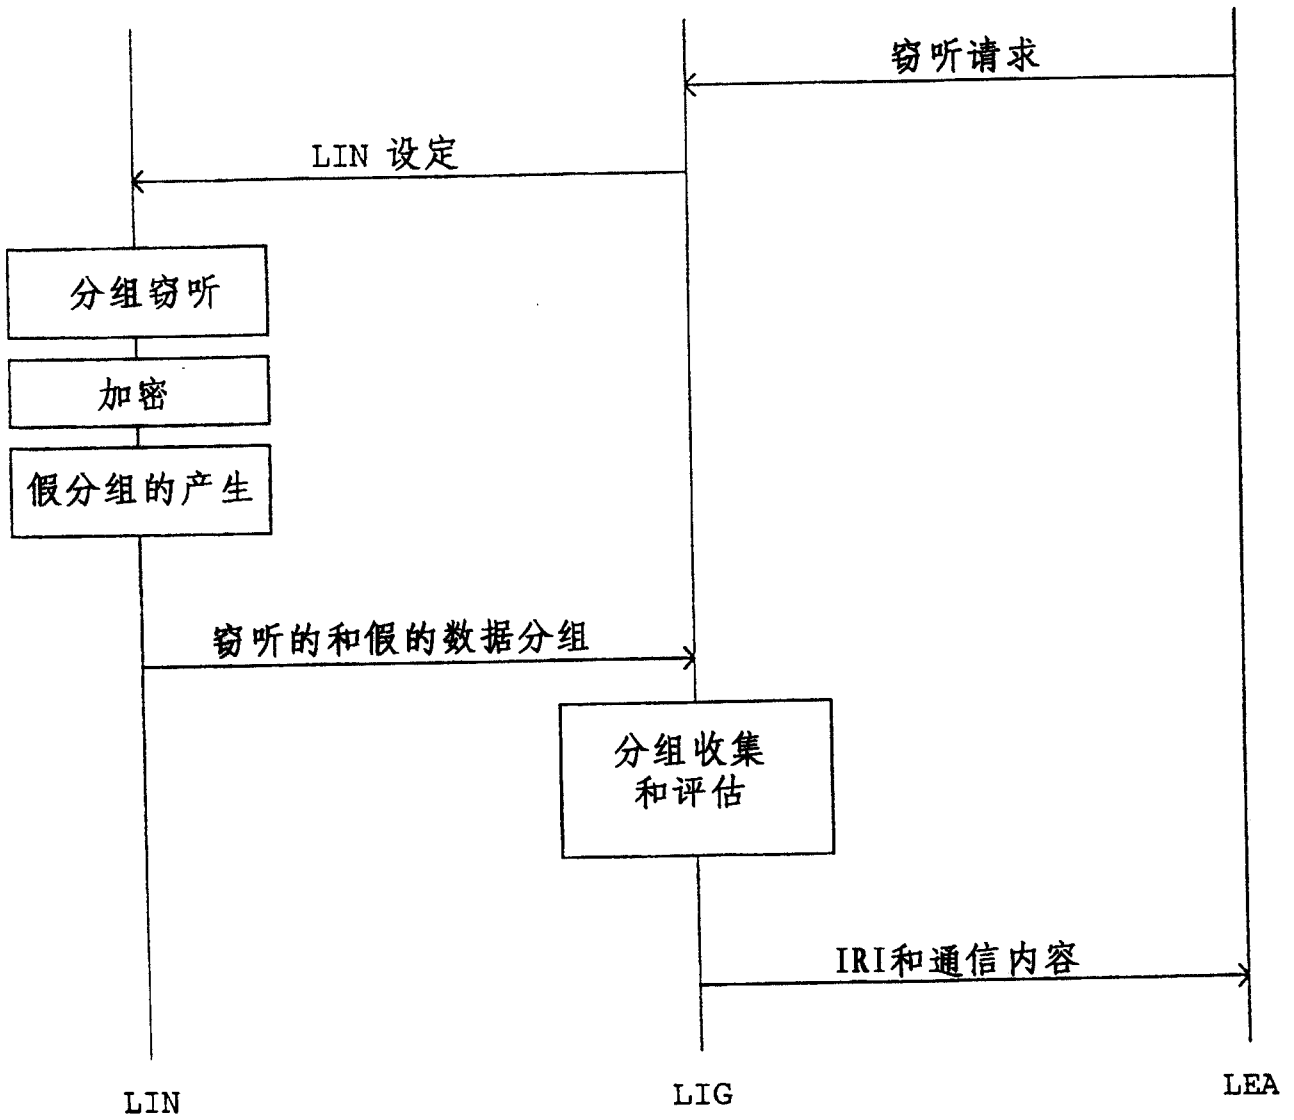 窃听请求
LIN 设定
分组窃听
加密
假分组的产生
窃听的和假的数据分组
分组收集
和评估
IRI和通信内容
LIN
LIG
LEA